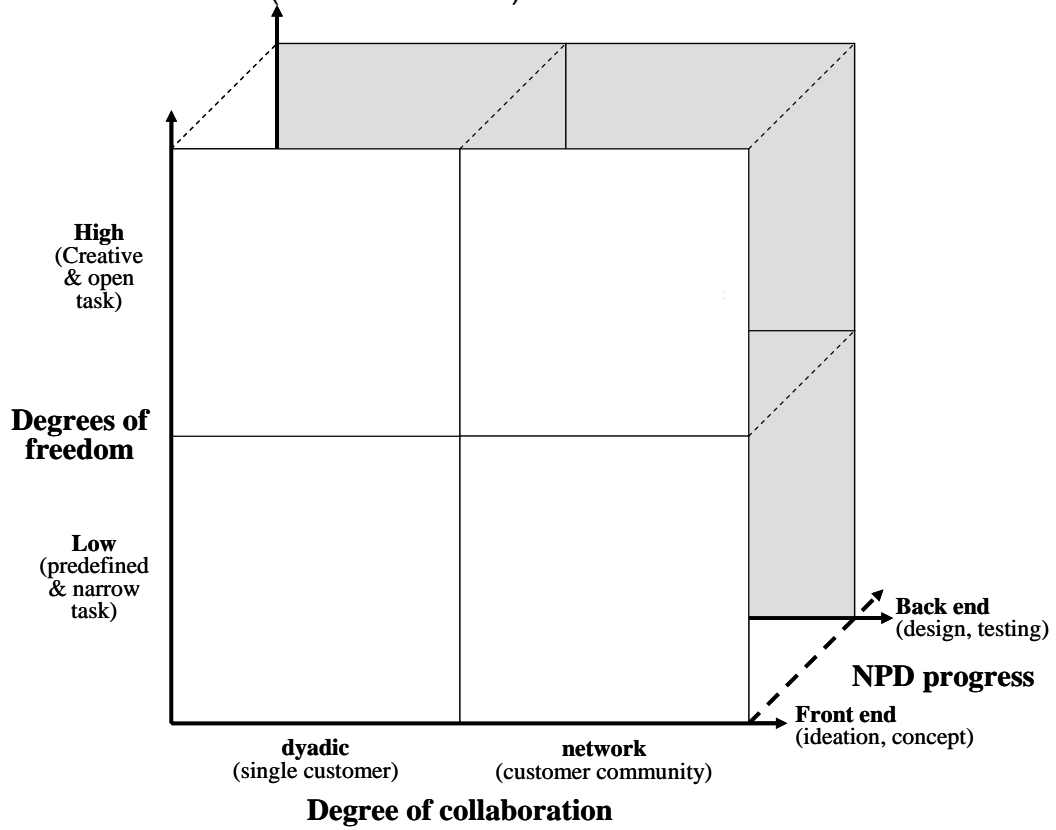 High
(Creative
& open
task)
Degrees of
freedom
Low
(predefined
& narrow
task)
Back end
(design, testing)
NPD progress
Front end
(ideation, concept)
dyadic
(single customer)
network
(customer community)
Degree of collaboration